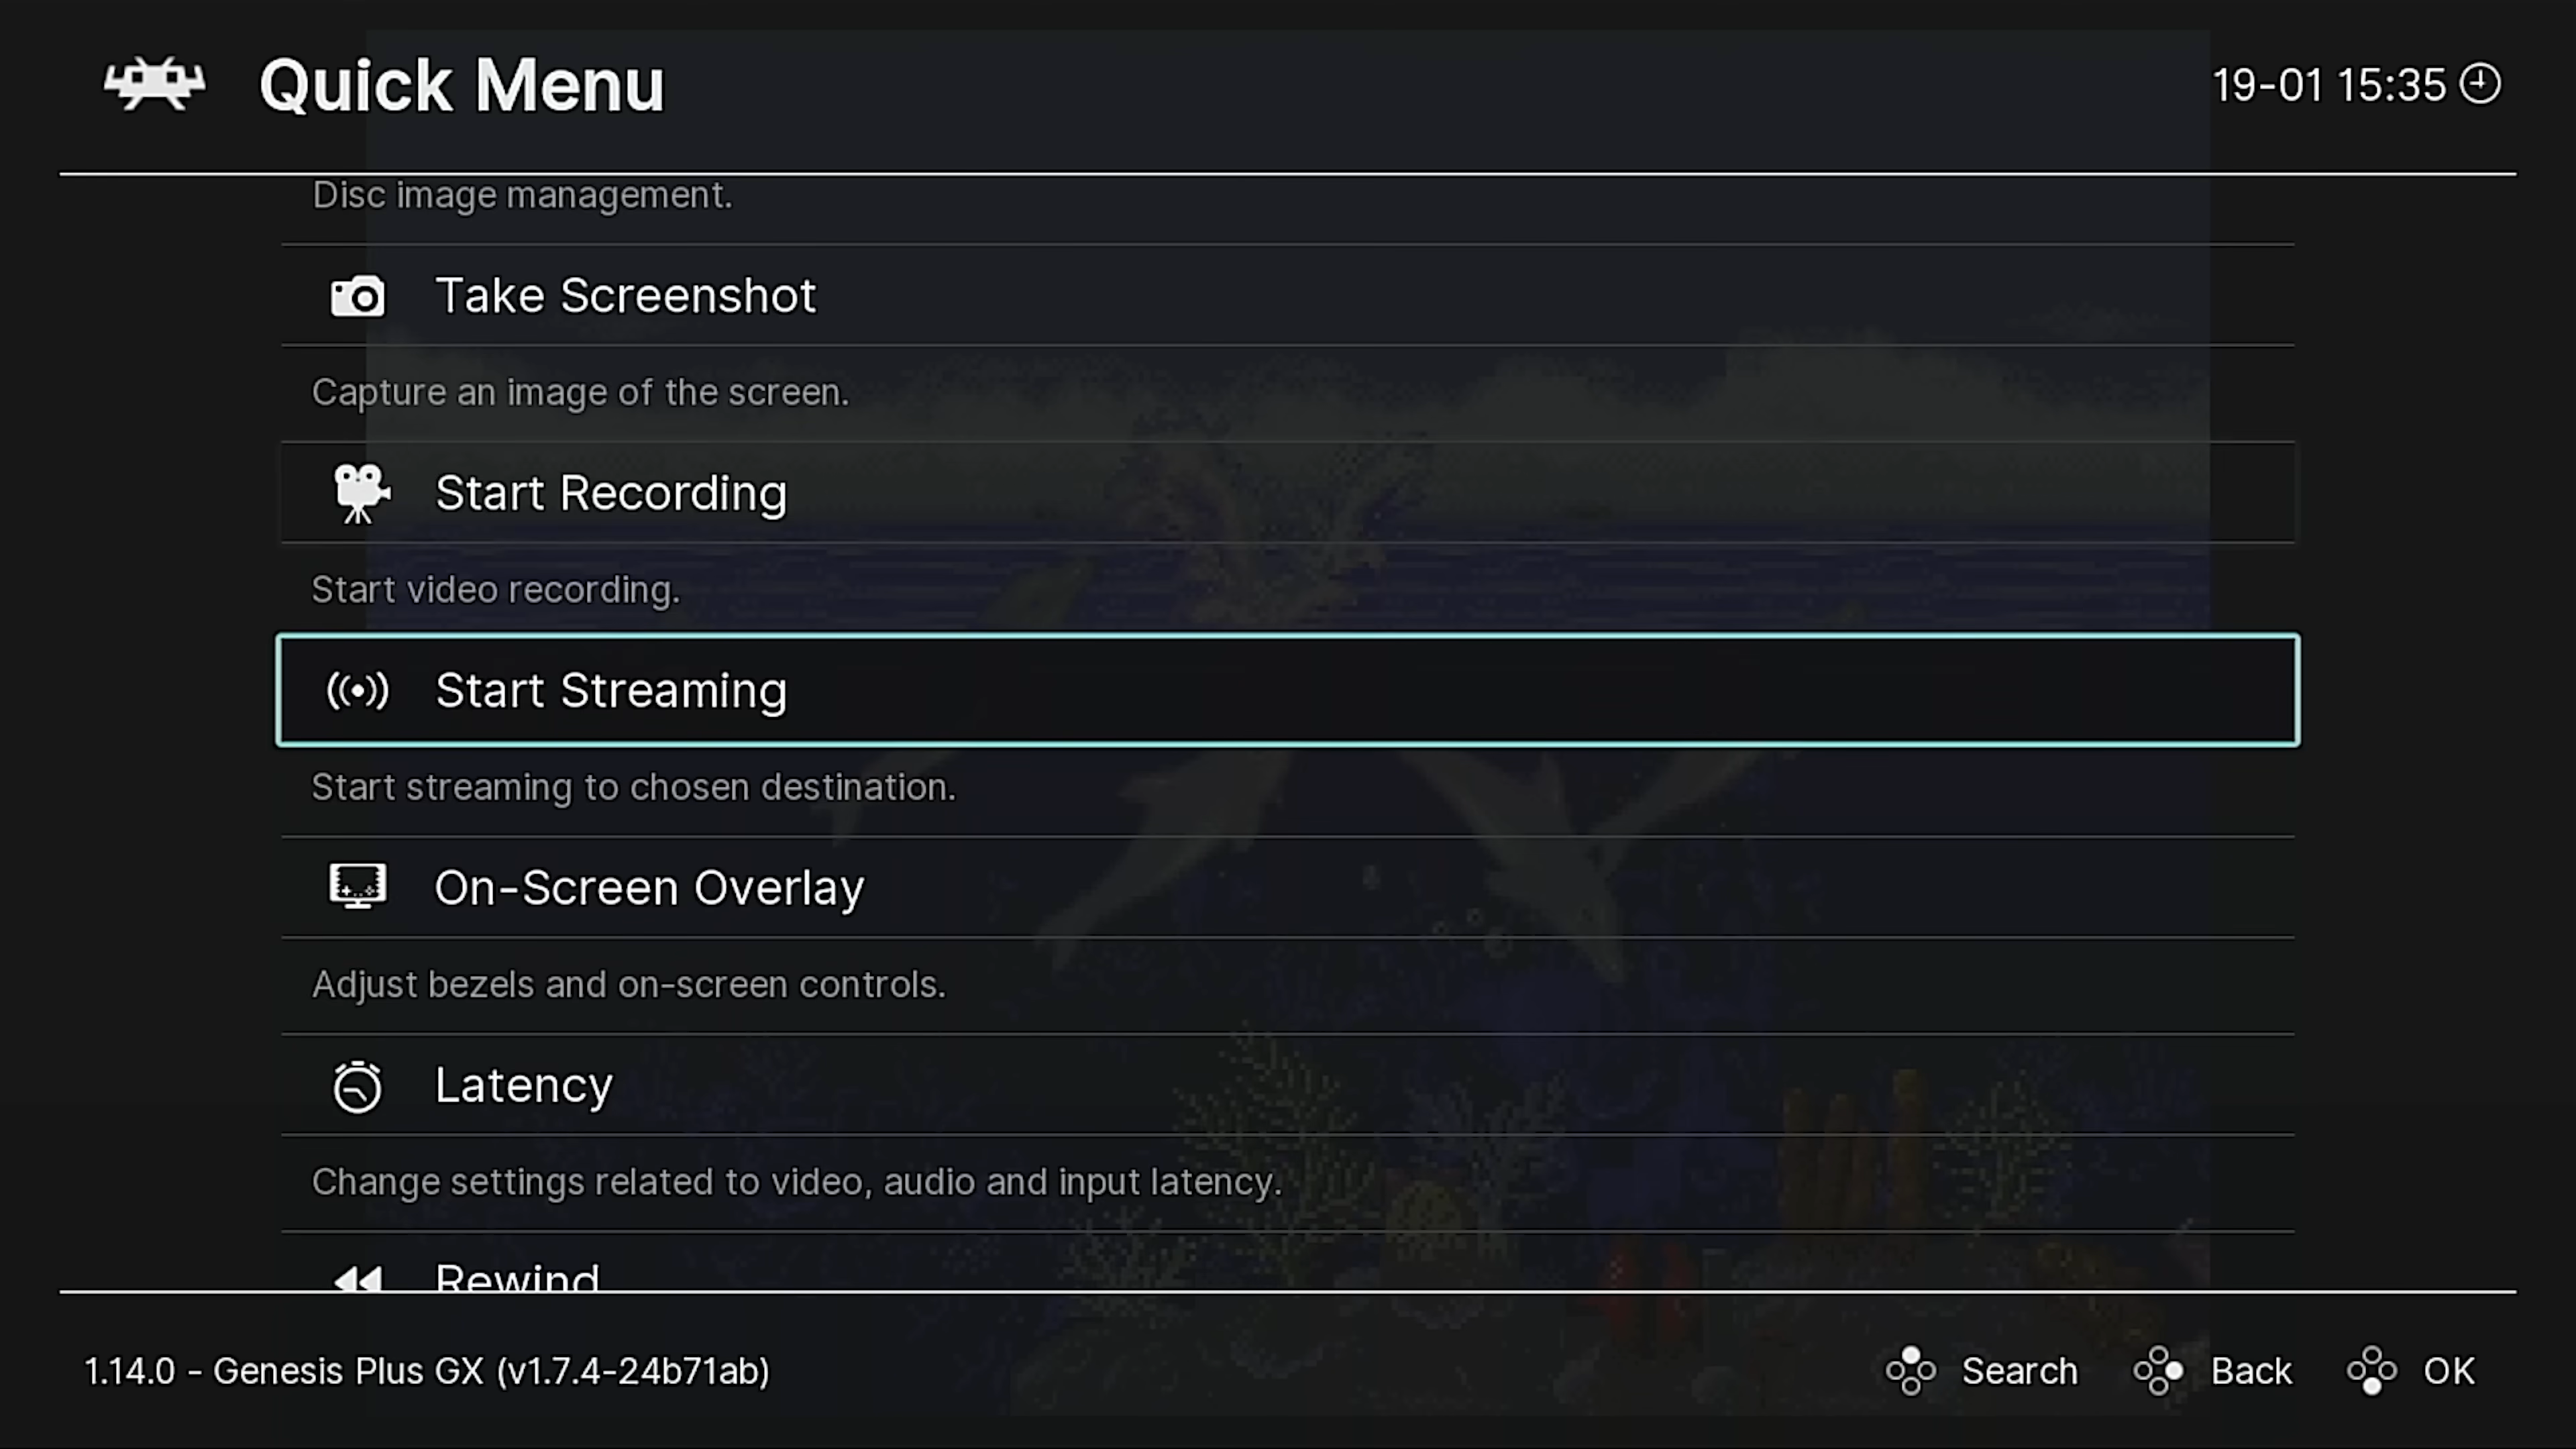 Quick Menu
19-01 15:35
Disc image management.
Take Screenshot
Capture an image of the screen.
Start Recording
Start video recording.
Start Streaming
Start streaming to chosen destination.
On-Screen Overlay
Adjust bezels and on-screen controls.
Latency
Change settings related to video, audio and input latency.
Rewind
1.14.0 - Genesis Plus GX (v1.7.4-24b71ab)
Search Back OK